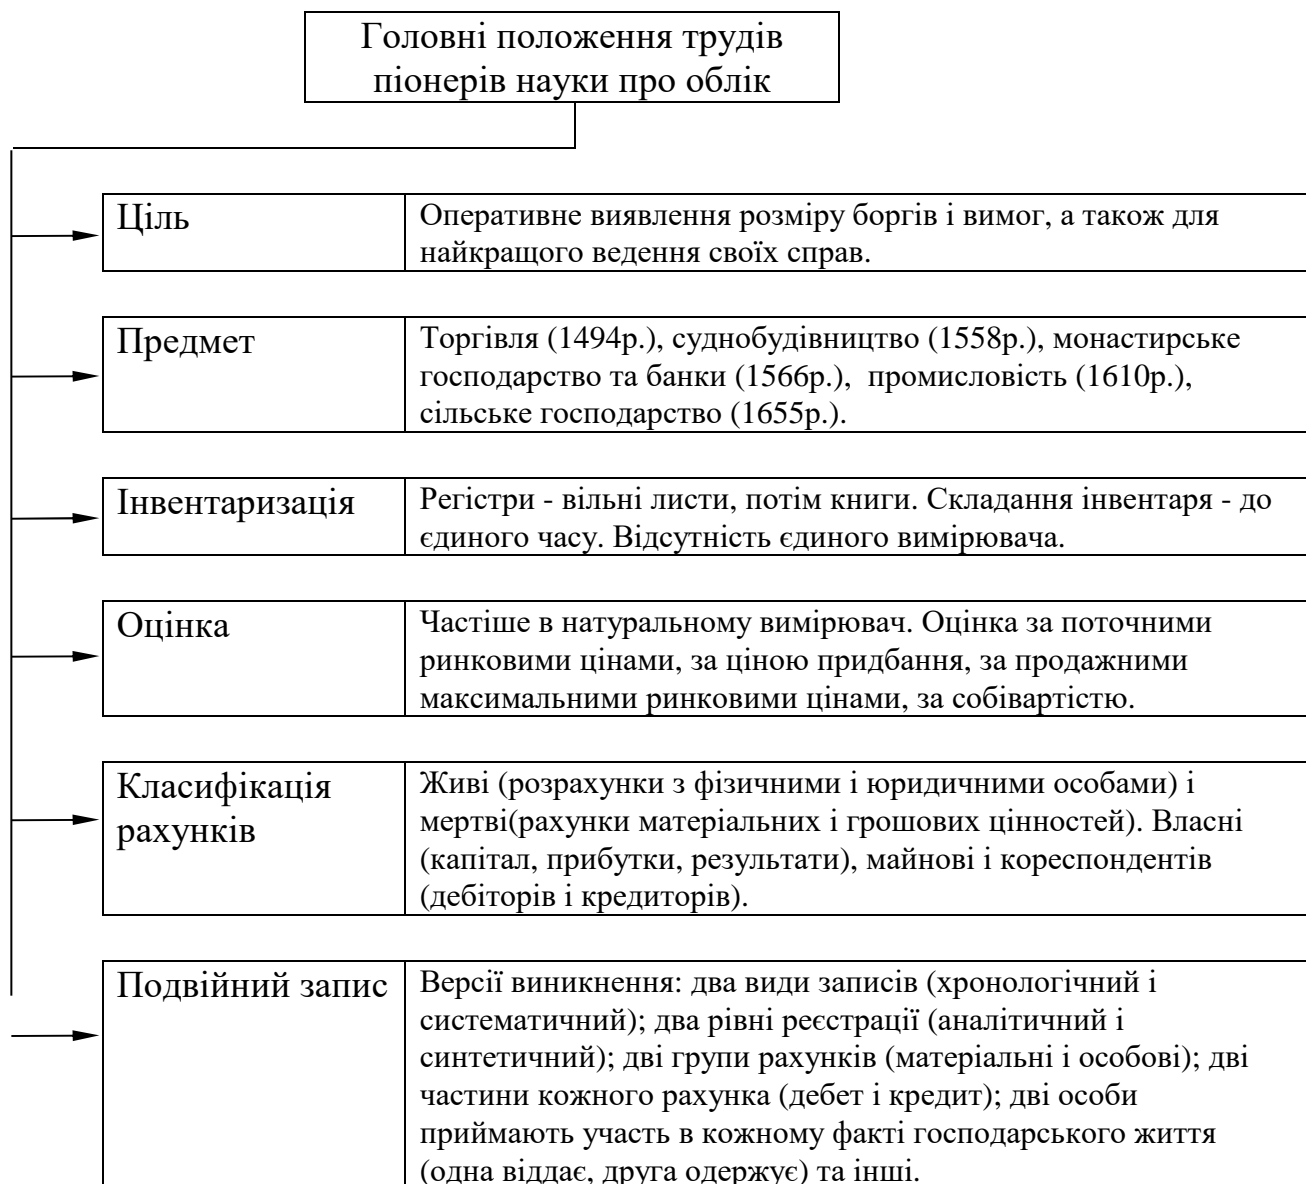 Головні положення трудів
піонерів науки про облік
Ціль
Оперативне виявлення розміру боргів і вимог, а також для
найкращого ведення своїх справ.
Предмет
Торгівля (1494р.), суднобудівництво (1558р.), монастирське
господарство та банки (1566р.),  промисловість (1610р.),
сільське господарство (1655р.).
Інвентаризація
Регістри - вільні листи, потім книги. Складання інвентаря - до
єдиного часу. Відсутність єдиного вимірювача.
Оцінка
Частіше в натуральному вимірювач. Оцінка за поточними
ринковими цінами, за ціною придбання, за продажними
максимальними ринковими цінами, за собівартістю.
Класифікація
рахунків
Живі (розрахунки з фізичними і юридичними особами) і
мертві(рахунки матеріальних і грошових цінностей). Власні
(капітал, прибутки, результати), майнові і кореспондентів
(дебіторів і кредиторів).
Подвійний запис
Версії виникнення: два види записів (хронологічний і
систематичний); два рівні реєстрації (аналітичний і
синтетичний); дві групи рахунків (матеріальні і особові); дві
частини кожного рахунка (дебет і кредит); дві особи
приймають участь в кожному факті господарського життя
(одна віддає, друга одержує) та інші.